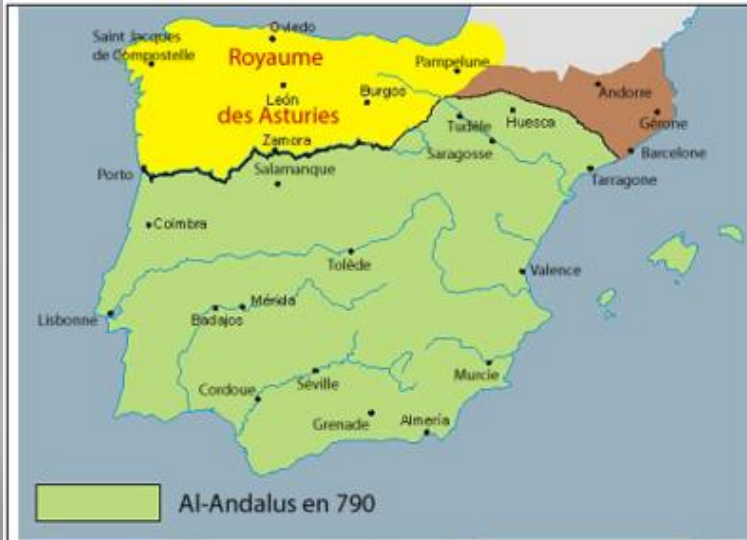 Oviedo
Saint Jacques
de Compostelle
Royaume
Pampelune
León
Burgos
Andorre
des Asturies
Tudèle
Huesca
Gérone
Zamora
Saragosse
Barcelone
Porto
Salamanque
Tarragone
Coimbra
Tolède
Valence
Lisbonne
Badajos
Mérida
Cordoue
Séville
Murcie
Grenade
Almería
Al-Andalus en 790